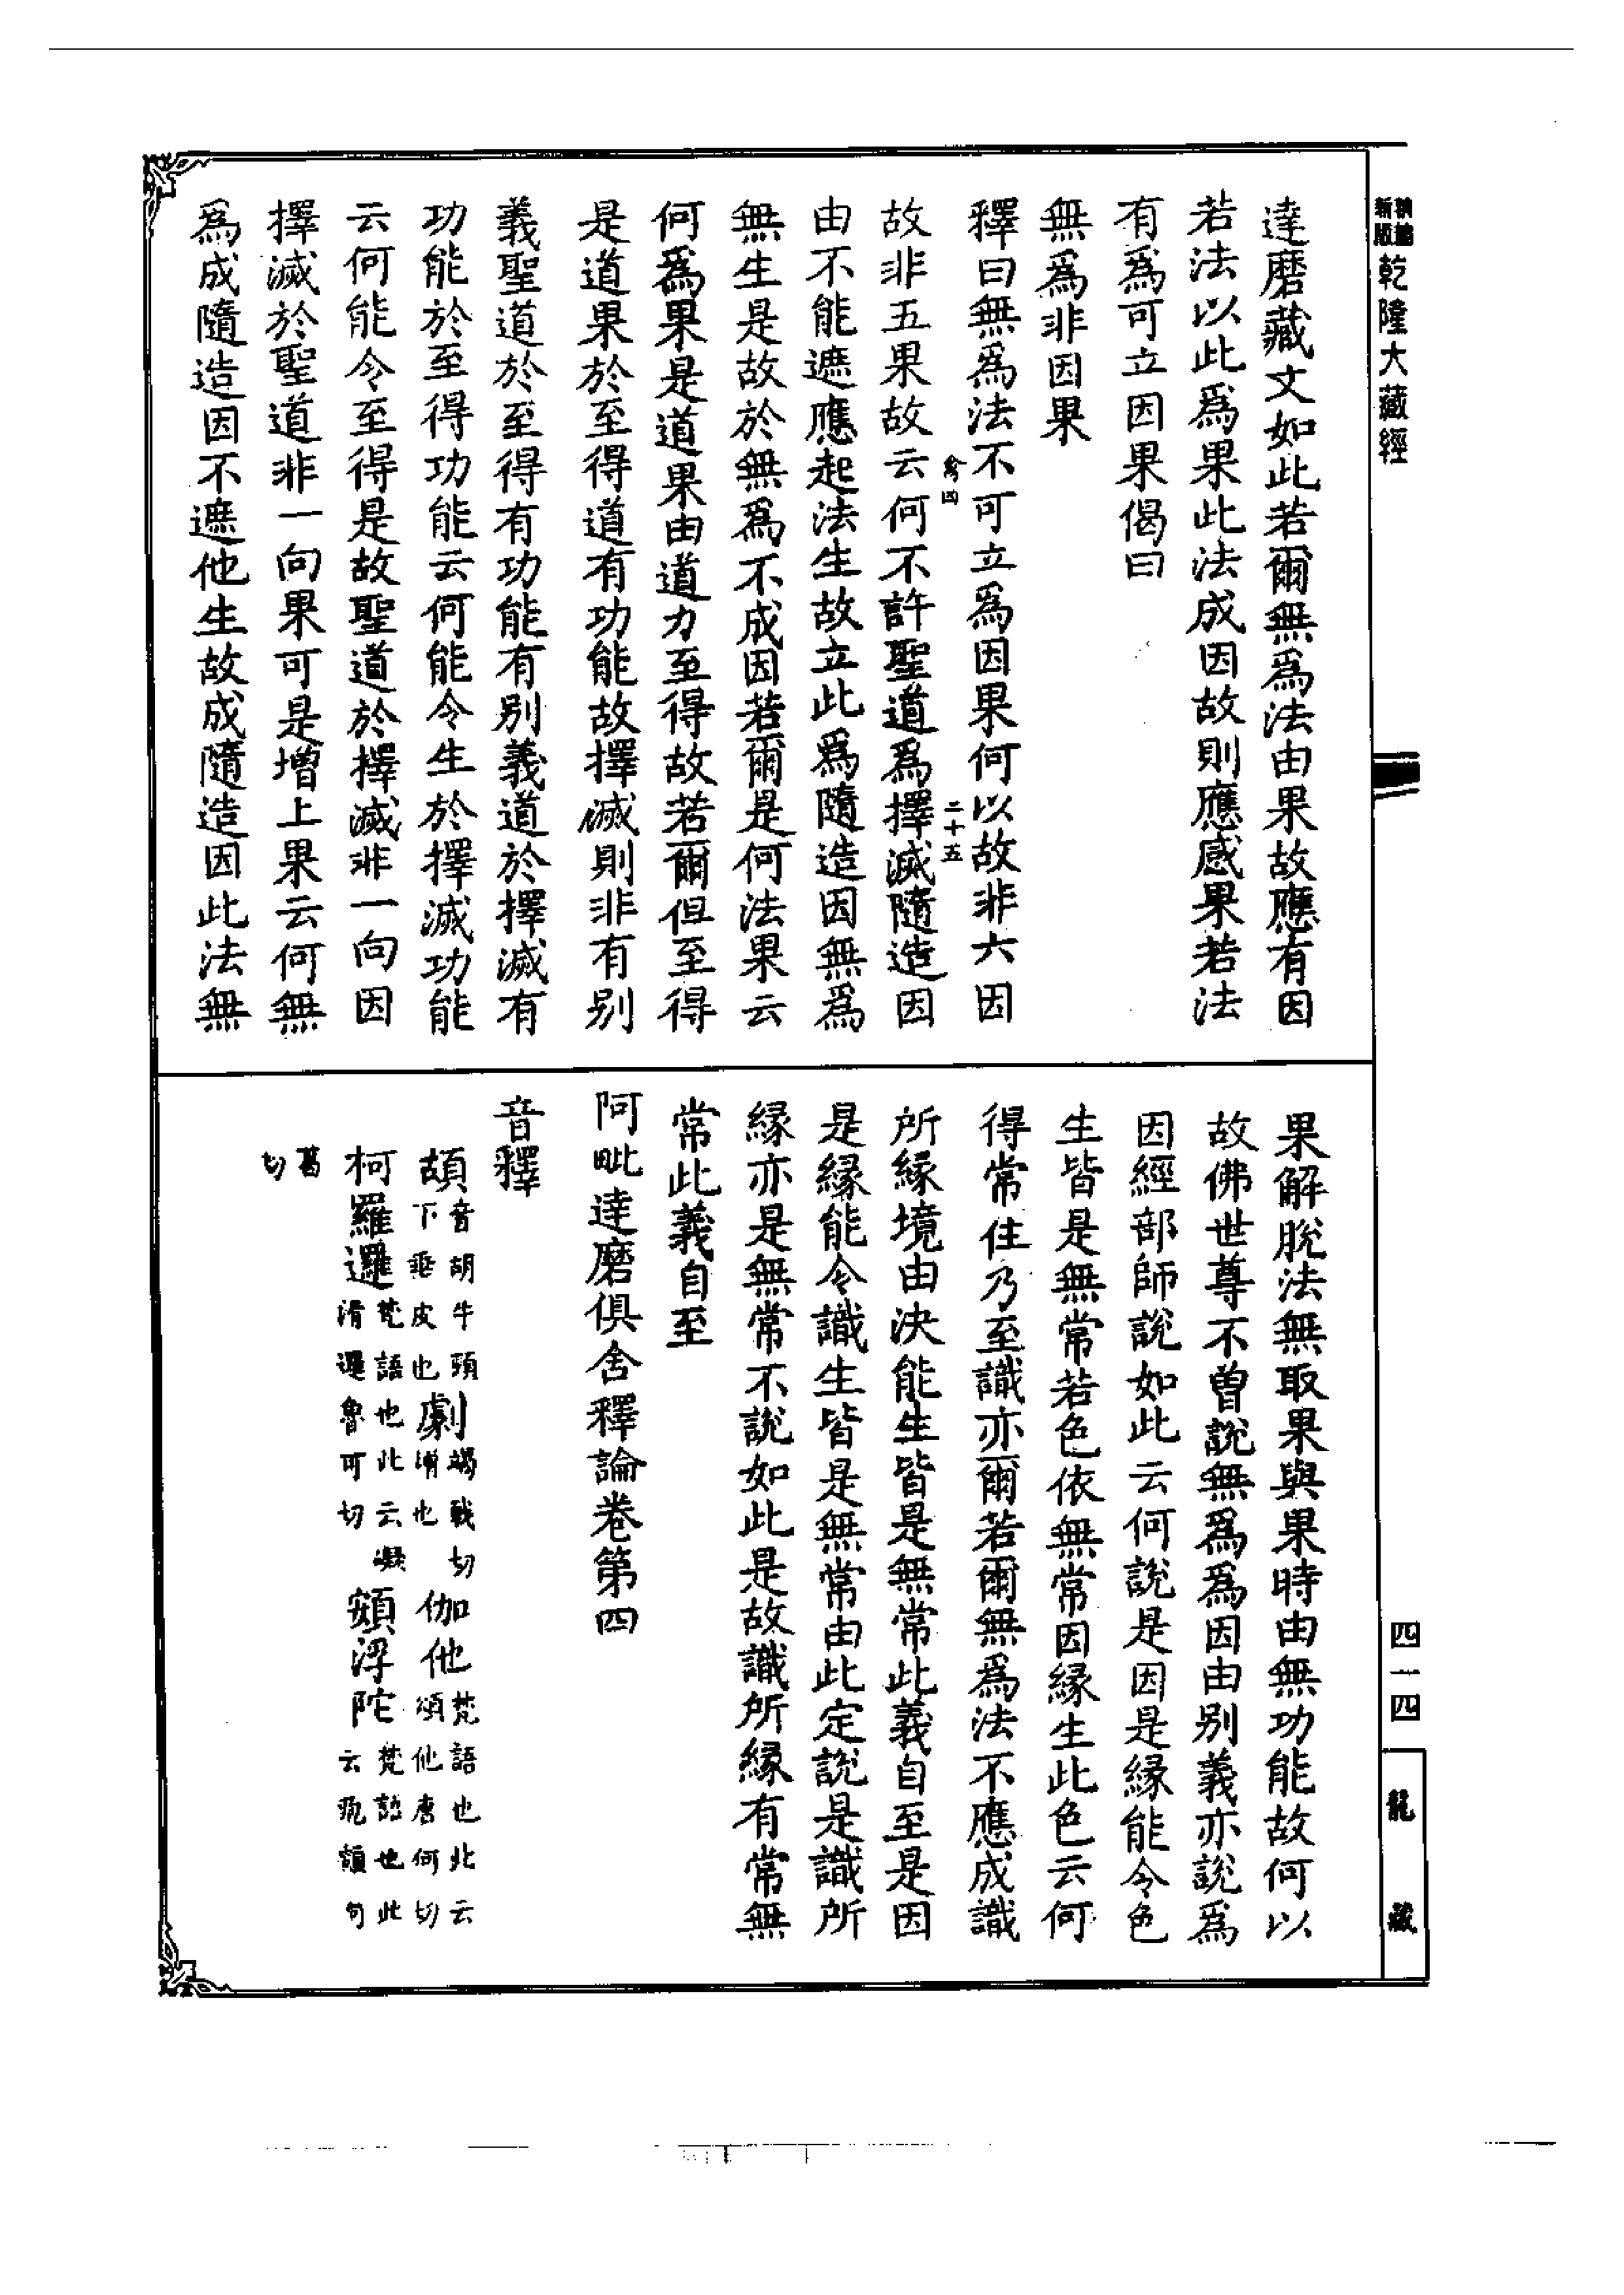 新編
新版
乾隆大藏經
達磨藏文如此若爾無爲法由果故應有因
若法以此爲果此法成因故則應感果若法
有爲可立因果偈曰
無爲非因果
釋曰無爲法不可立爲因果何以故非六因
禽四
二十五
故非五果故云何不許聖道爲擇滅隨造因
由不能遮應起法生故立此爲隨造因無爲
無生是故於無爲不成因若爾是何法果云
何爲果是道果由道力至得故若爾但至得
是道果於至得道有功能故擇滅則非有別
義聖道於至得有功能有別義道於擇滅有
功能於至得功能云何能令生於擇滅功能
云何能令至得是故聖道於擇滅非一向因
擇滅於聖道非一向果可是增上果云何無
爲成隨造因不遮他生故成隨造因此法無
果解脫法無取果與果時由無功能故何以
故佛世尊不曾說無爲爲因由別義亦說爲
因經部師說如此云何說是因是緣能令色
生皆是無常若色依無常因緣生此色云何
得常住乃至識亦爾若爾無爲法不應成識
所緣境由決能生皆是無常此義自至是因
是緣能令識生皆是無常由此定說是識所
緣亦是無常不說如此是故識所緣有常無
常此義自至
阿毗達磨俱舍釋論卷第四
音釋
頡音胡牛頸下垂皮也劇竭戟切增也伽他梵語也此云頌他唐何切
柯羅邏梵語也此云凝滑邏魯可切頞浮陀梵語也此云皰頞句
葛切
四一四
龍藏